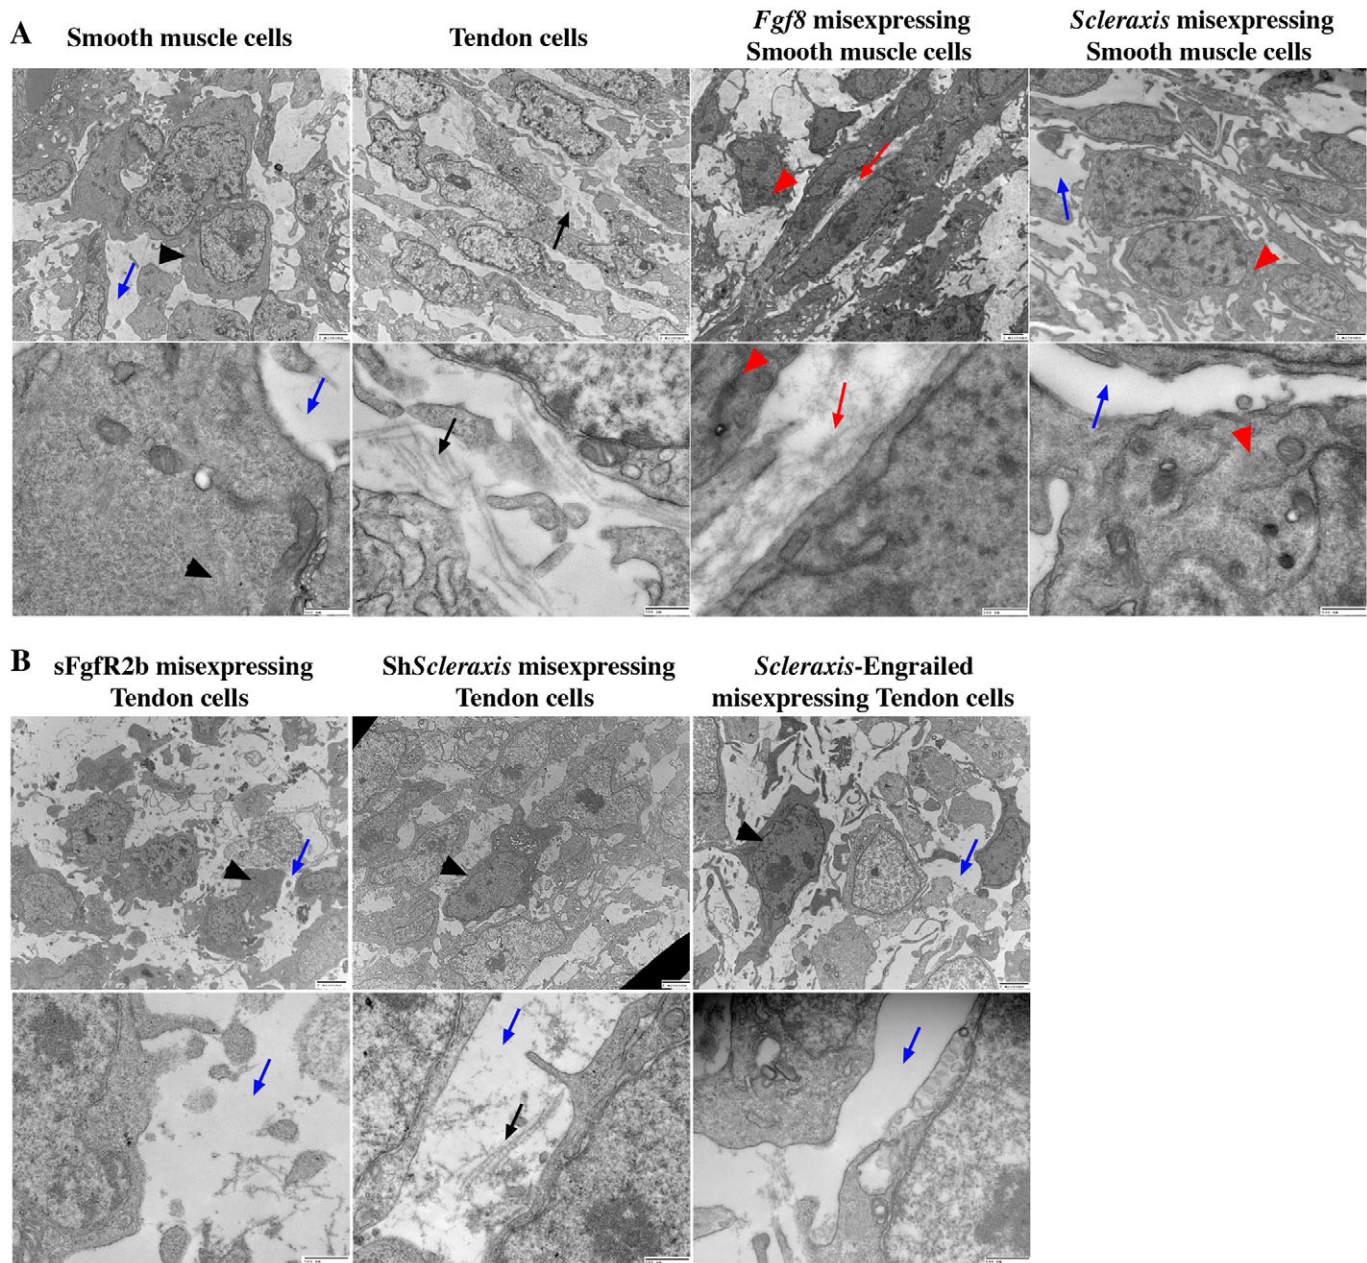 A
Smooth muscle cells
Tendon cells
Fgf8 misexpressing
Smooth muscle cells
Scleraxis misexpressing
Smooth muscle cells
B
sFgfR2b misexpressing
Tendon cells
ShScleraxis misexpressing
Tendon cells
Scleraxis-Engrailed
misexpressing Tendon cells